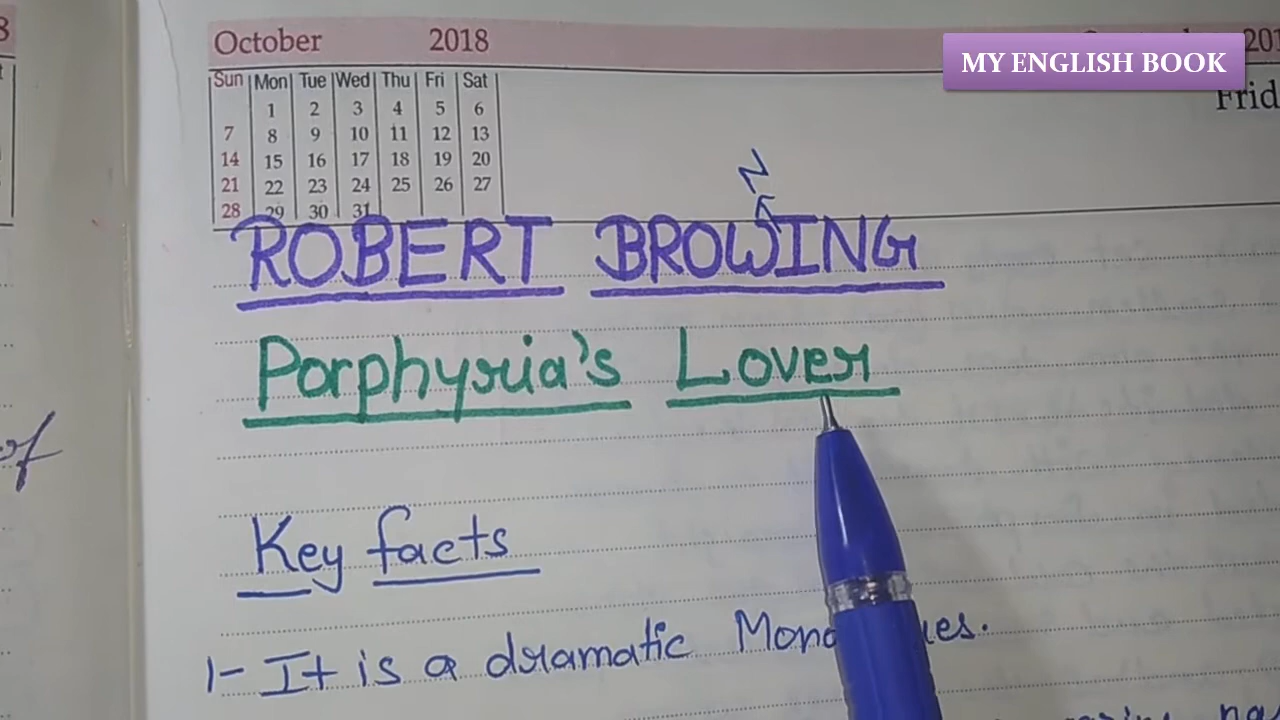 MY ENGLISH BOOK
October 2018
Sun Mon Tue Wed Thu Fri Sat
1 2 3 4 5 6
7 8 9 10 11 12 13
14 15 16 17 18 19 20
21 22 23 24 25 26 27
28 29 30 31
N
ROBERT BROWING
Porphyria's Lover
of
Key facts
1- It is a dramatic